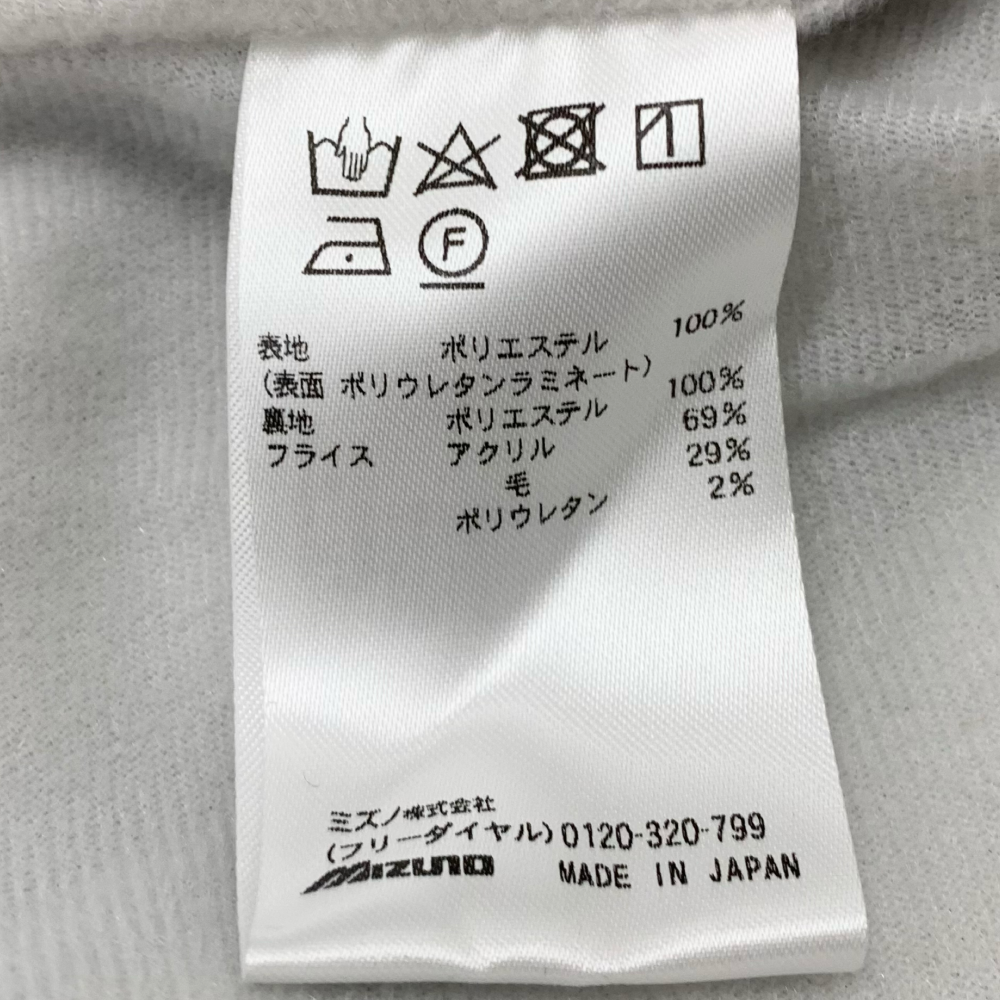 F
表地 ポリエステル 100%
(表面 ポリウレタンラミネート)
裏地 ポリエステル 100%
フライス アクリル 69%
毛 29%
ポリウレタン 2%
ミズノ株式会社
(フリーダイヤル) 0120-320-799
MIZUNO MADE IN JAPAN